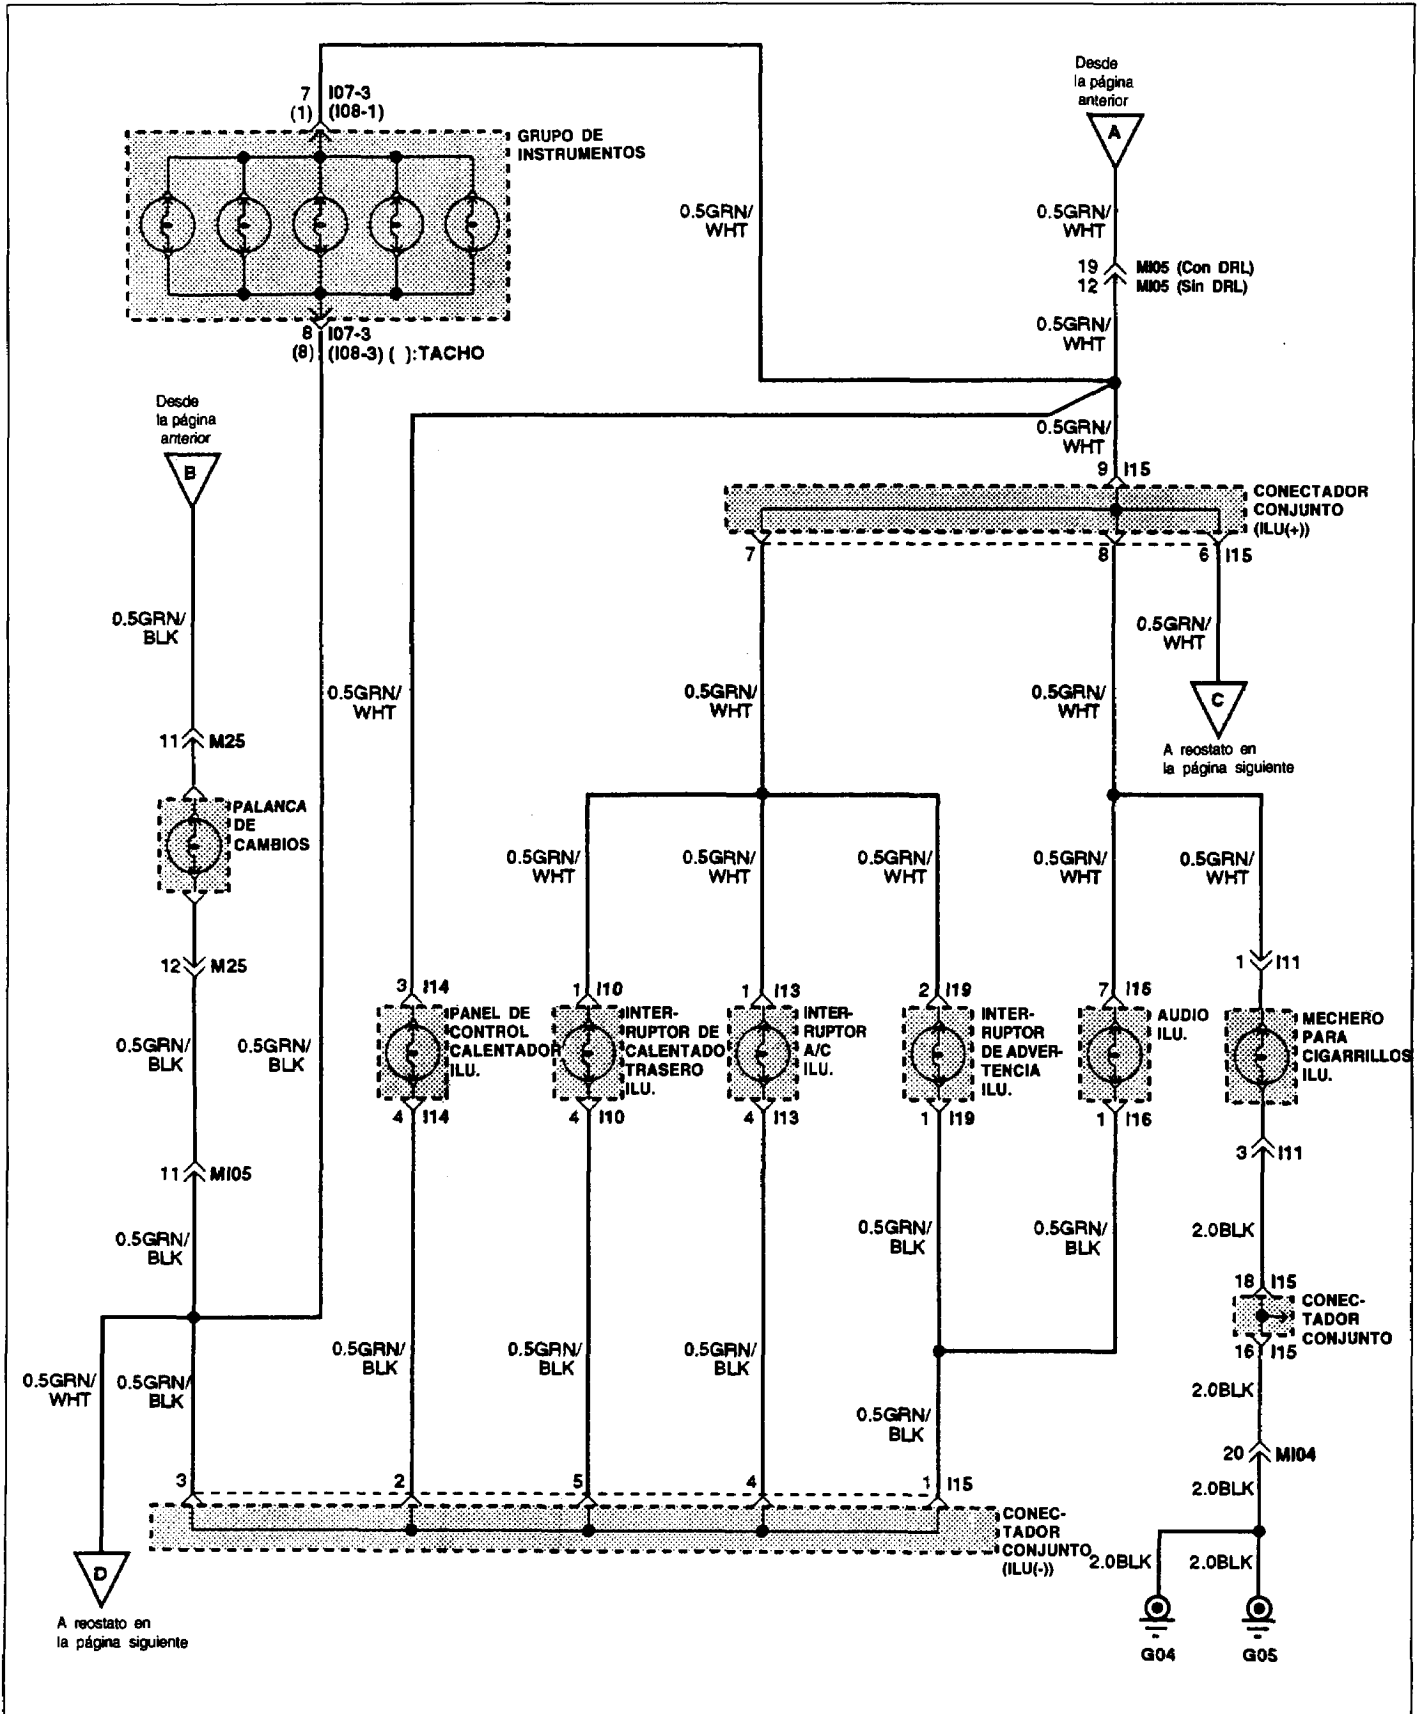 7 I07-3
(1) (I08-1)
GRUPO DE
INSTRUMENTOS
Desde
la página
anterior
A
0.5GRN/
WHT
0.5GRN/
WHT
19 MI05 (Con DRL)
12 MI05 (Sin DRL)
0.5GRN/
WHT
8 I07-3
(8) (I08-3) ( ):TACHO
Desde
la página
anterior
B
0.5GRN/
WHT
9 I15
CONECTADOR
CONJUNTO
(ILU(+))
7
8
6 I15
0.5GRN/
BLK
0.5GRN/
WHT
0.5GRN/
WHT
0.5GRN/
WHT
0.5GRN/
WHT
C
A reostato en
la página siguiente
11 M25
PALANCA
DE
CAMBIOS
0.5GRN/
WHT
0.5GRN/
WHT
0.5GRN/
WHT
0.5GRN/
WHT
0.5GRN/
WHT
12 M25
1 I11
3 I14
1 I10
1 I13
2 I19
7 I16
PANEL DE
CONTROL
CALENTADOR
ILU.
INTER-
RUPTOR DE
CALENTADO
TRASERO
ILU.
INTER-
RUPTOR
A/C
ILU.
INTER-
RUPTOR
DE ADVER-
TENCIA
ILU.
AUDIO
ILU.
MECHERO
PARA
CIGARRILLOS
ILU.
0.5GRN/
BLK
0.5GRN/
BLK
4 I14
4 I10
4 I13
1 I19
1 I16
3 I11
11 MI05
0.5GRN/
BLK
0.5GRN/
BLK
0.5GRN/
BLK
2.0BLK
18 I15
CONEC-
TADOR
CONJUNTO
16 I15
0.5GRN/
WHT
0.5GRN/
BLK
0.5GRN/
BLK
0.5GRN/
BLK
0.5GRN/
BLK
2.0BLK
0.5GRN/
BLK
20 MI04
3
2
5
4
1 I15
2.0BLK
CONEC-
TADOR
CONJUNTO
(ILU(-))
2.0BLK
2.0BLK
D
A reostato en
la página siguiente
G04
G05